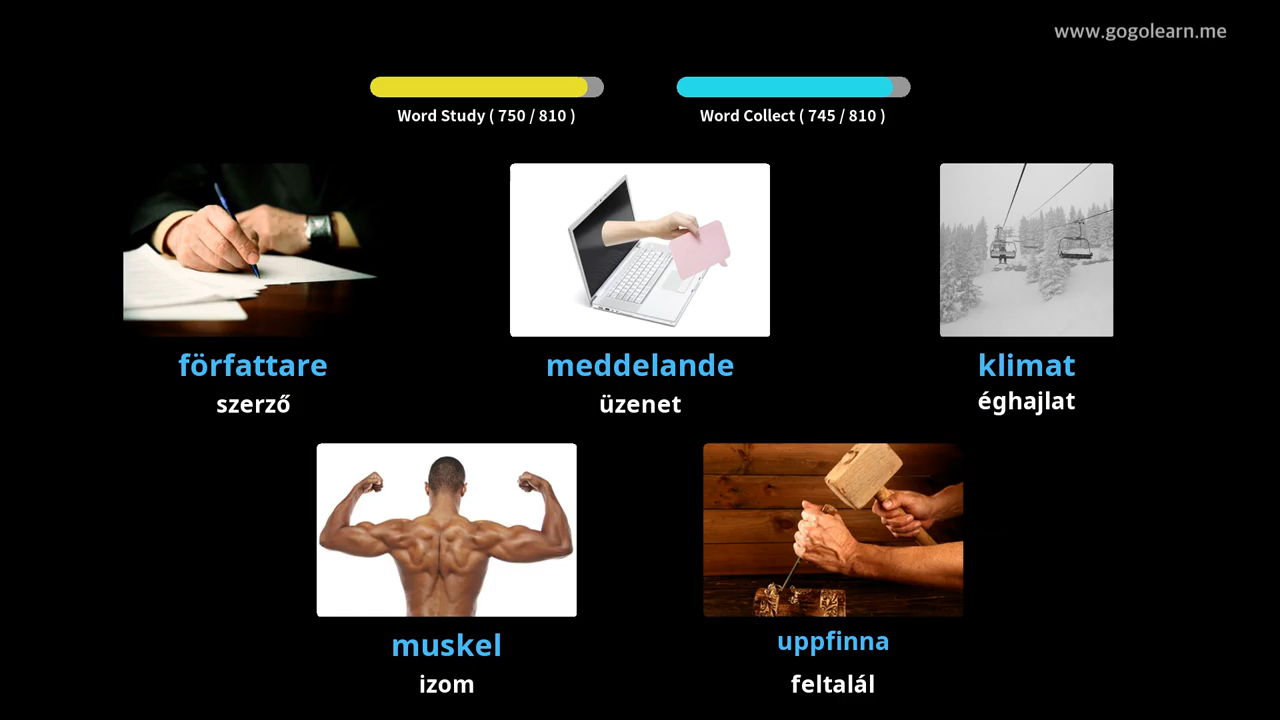 www.gogolearn.me
Word Study ( 750 / 810 )
Word Collect ( 745 / 810 )
författare
meddelande
klimat
szerző
üzenet
éghajlat
muskel
uppfinna
izom
feltalál